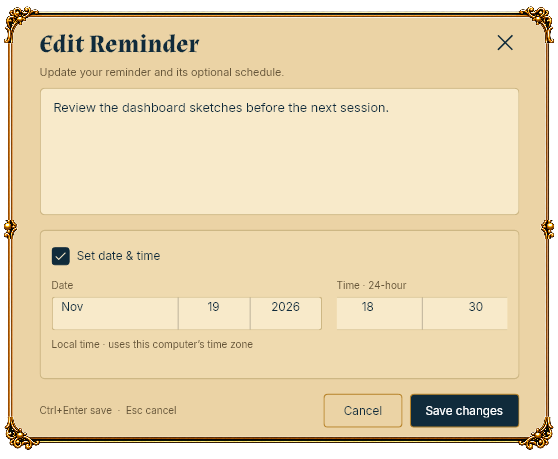 Edit Reminder
Update your reminder and its optional schedule.
Review the dashboard sketches before the next session.
Set date & time
Date
Time · 24-hour
Nov 19 2026 18 30
Local time · uses this computer's time zone
Ctrl+Enter save · Esc cancel
Cancel
Save changes